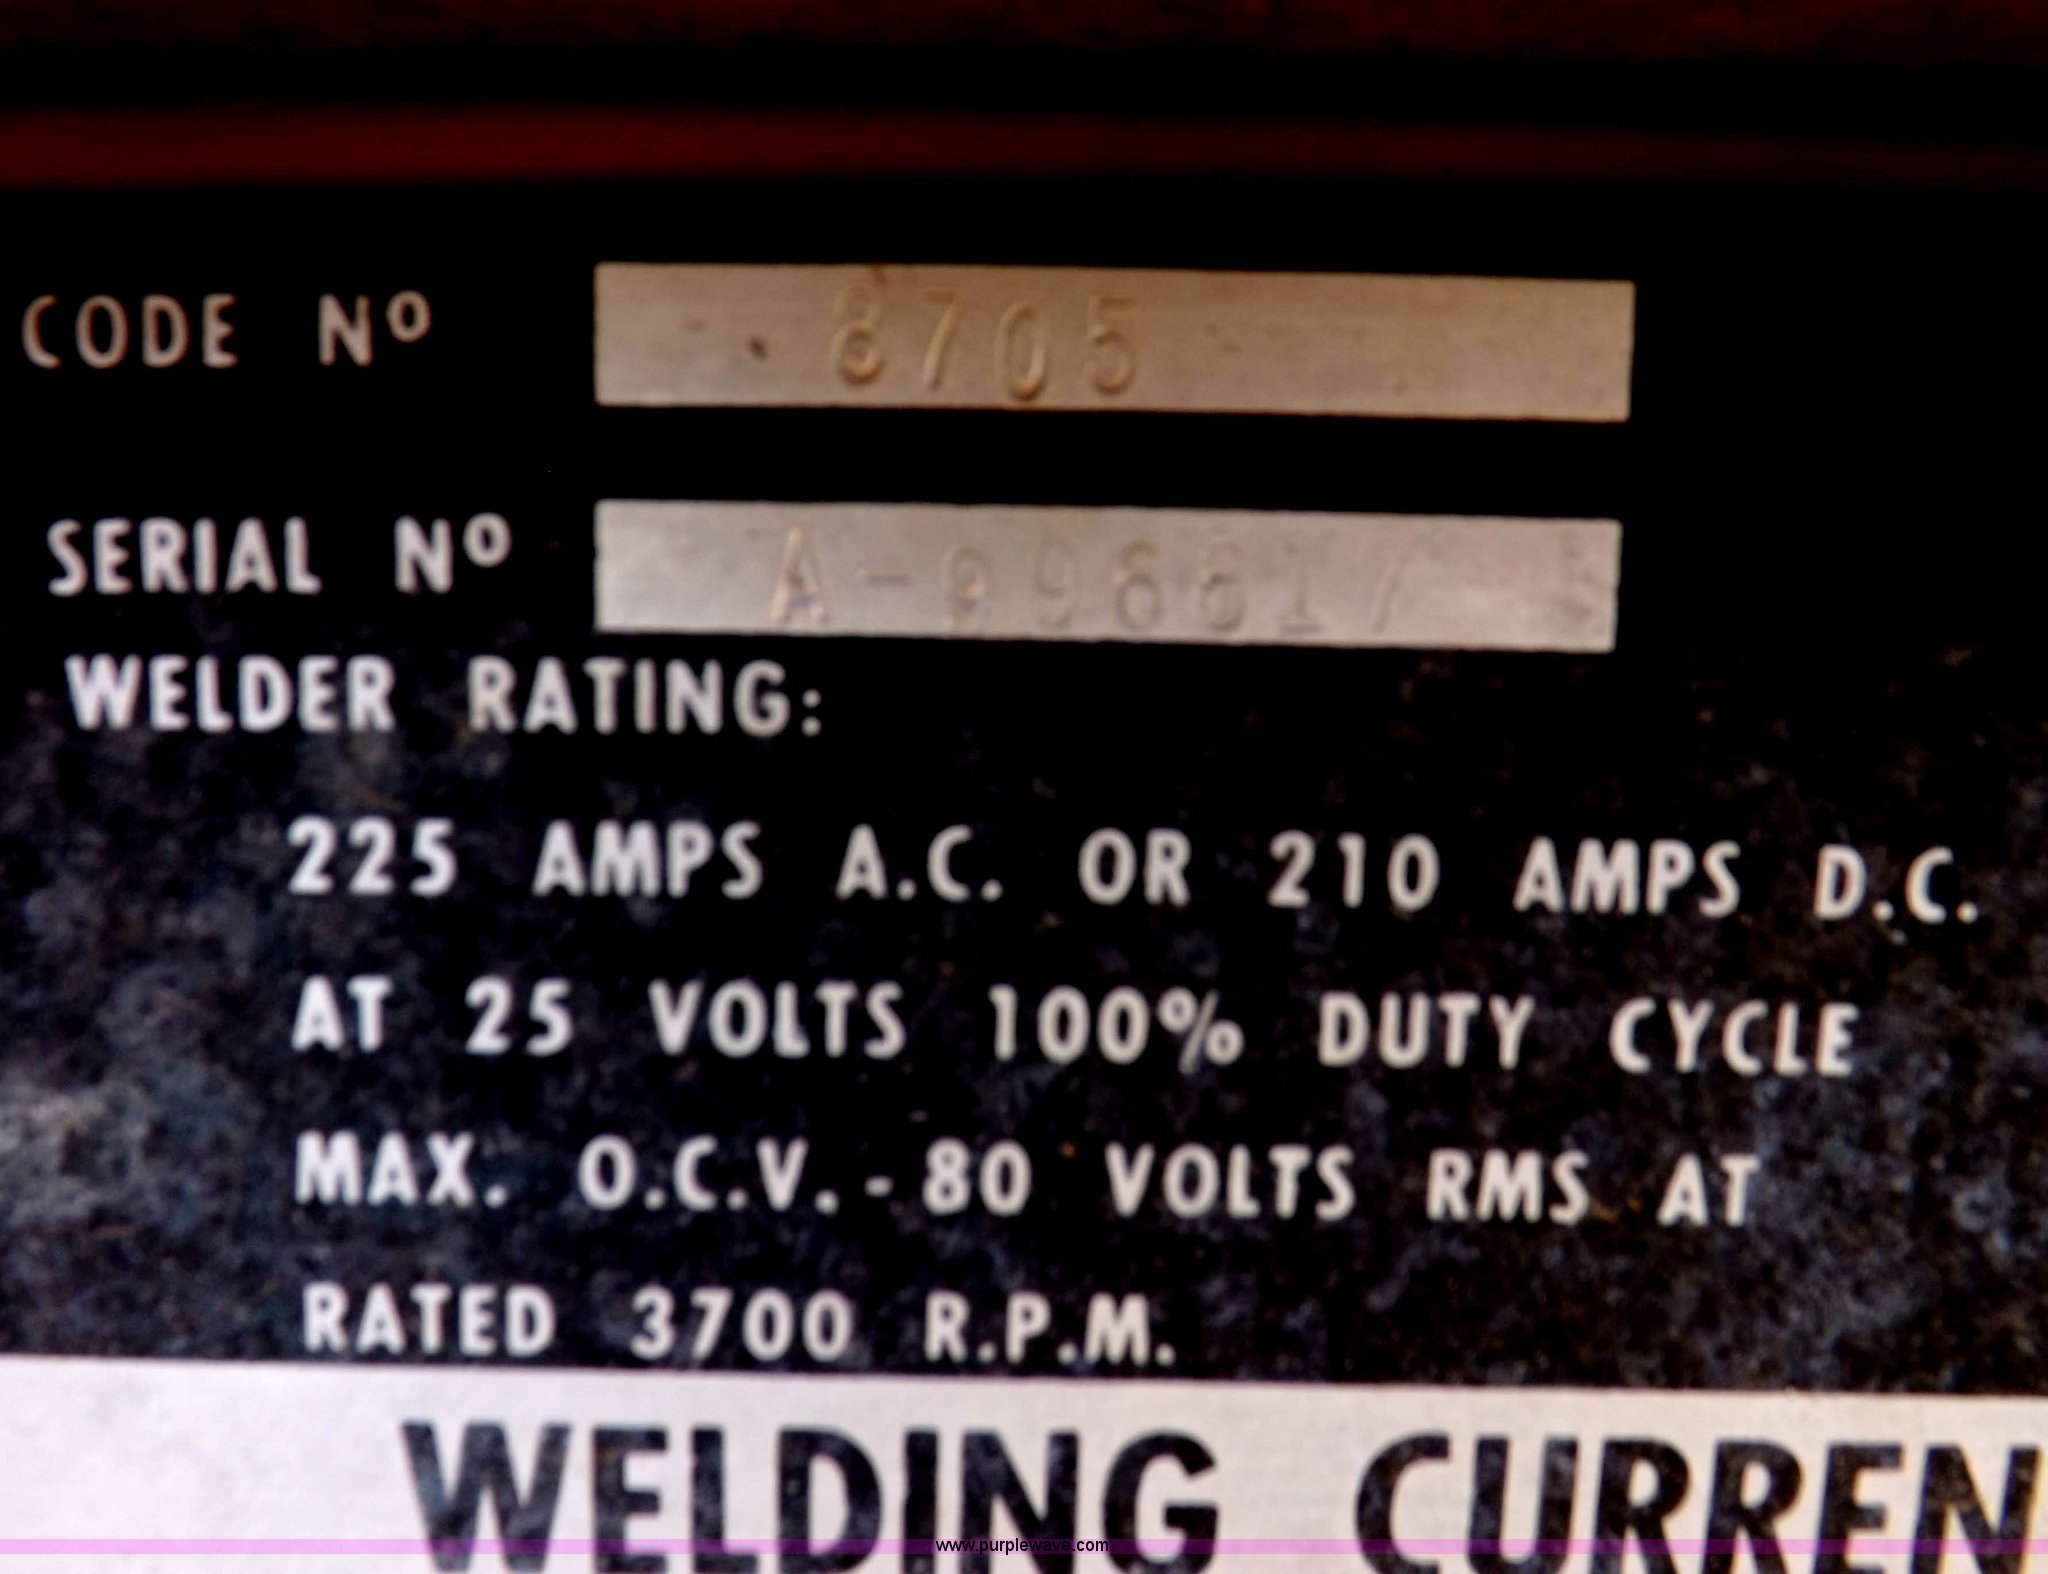 CODE Nº 8705
SERIAL Nº A-996617
WELDER RATING:
225 AMPS A.C. OR 210 AMPS D.C.
AT 25 VOLTS 100% DUTY CYCLE
MAX. O.C.V.-80 VOLTS RMS AT
RATED 3700 R.P.M.
WELDING CURREN
www.purplewave.com